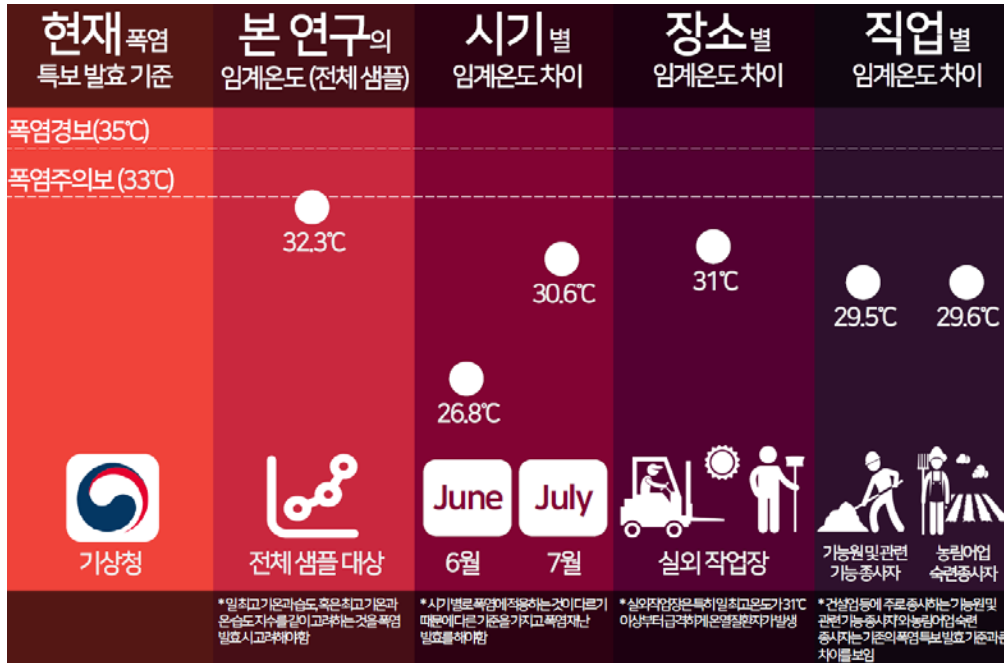 현재 폭염
특보 발효 기준
본 연구의
임계온도 (전체 샘플)
시기 별
임계온도 차이
장소 별
임계온도 차이
직업 별
임계온도 차이
폭염경보(35℃)
폭염주의보 (33℃)
32.3℃
26.8℃
30.6℃
31℃
29.5℃
29.6℃
기상청
전체 샘플 대상
June
July
6월
7월
실외 작업장
기능원 및 관련
기능 종사자
농림어업
숙련종사자
* 일 최고 기온과 습도, 혹은 최고 기온과
온·습도 지수를 같이 고려하는 것을 폭염
발효 시 고려해야함
* 시기별로 폭염에 적응하는 것이 다르기
때문에 다른 기준을 가지고 폭염 재난
발효를 해야함
* 실외작업장은 특히 일 최고온도가 31℃
이상부터 급격하게 온열질환자가 발생
* 건설업 등에 주로 종사하는 '기능원 및
관련 기능 종사자'와 농림어업 숙련
종사자는 기존의 폭염 특보 발효 기준과 큰
차이를 보임